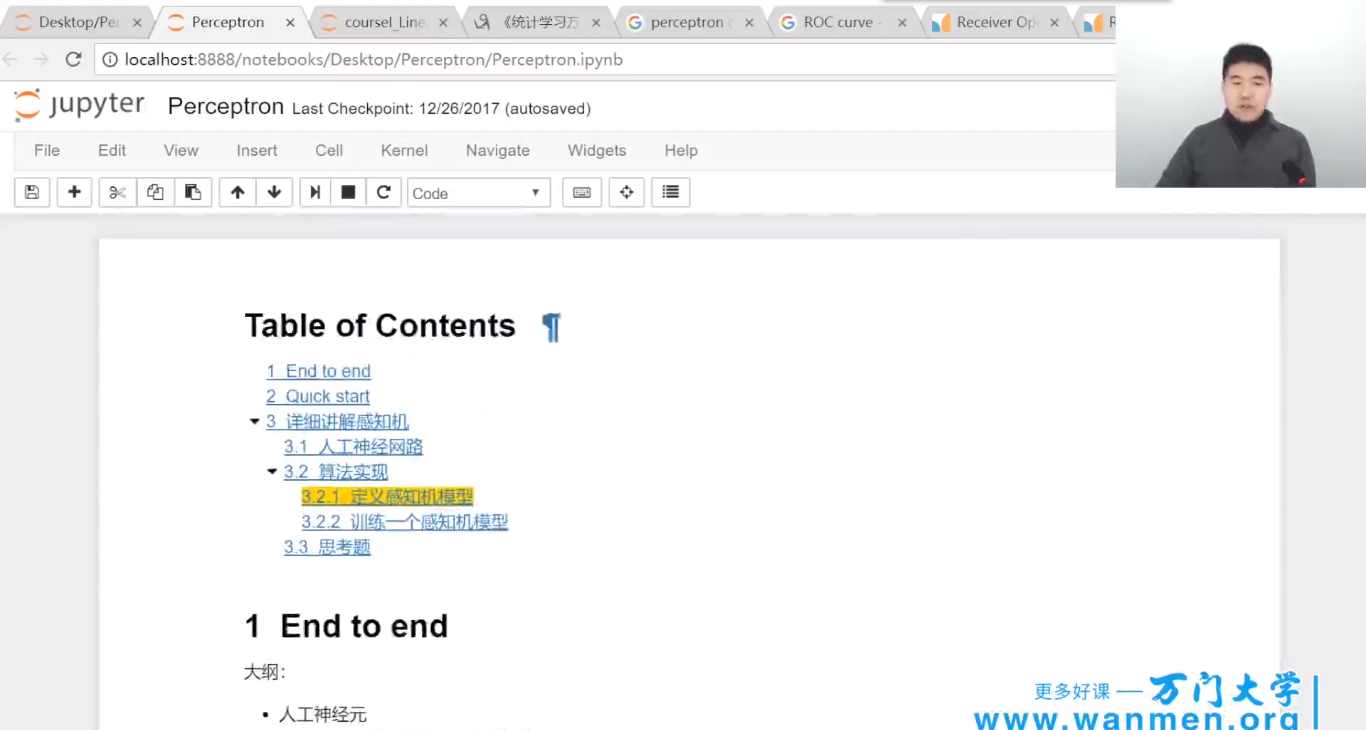 Desktop/Per
Perceptron
coursel_Line
《统计学习方
perceptron
ROC curve -
Receiver Op
localhost:8888/notebooks/Desktop/Perceptron/Perceptron.ipynb
jupyter Perceptron Last Checkpoint: 12/26/2017 (autosaved)
File Edit View Insert Cell Kernel Navigate Widgets Help
Code
Table of Contents ¶
1 End to end
2 Quick start
3 详细讲解感知机
3.1 人工神经网路
3.2 算法实现
3.2.1 定义感知机模型
3.2.2 训练一个感知机模型
3.3 思考题
1 End to end
大纲：
• 人工神经元
更多好课 — 万门大学
www.wanmen.org